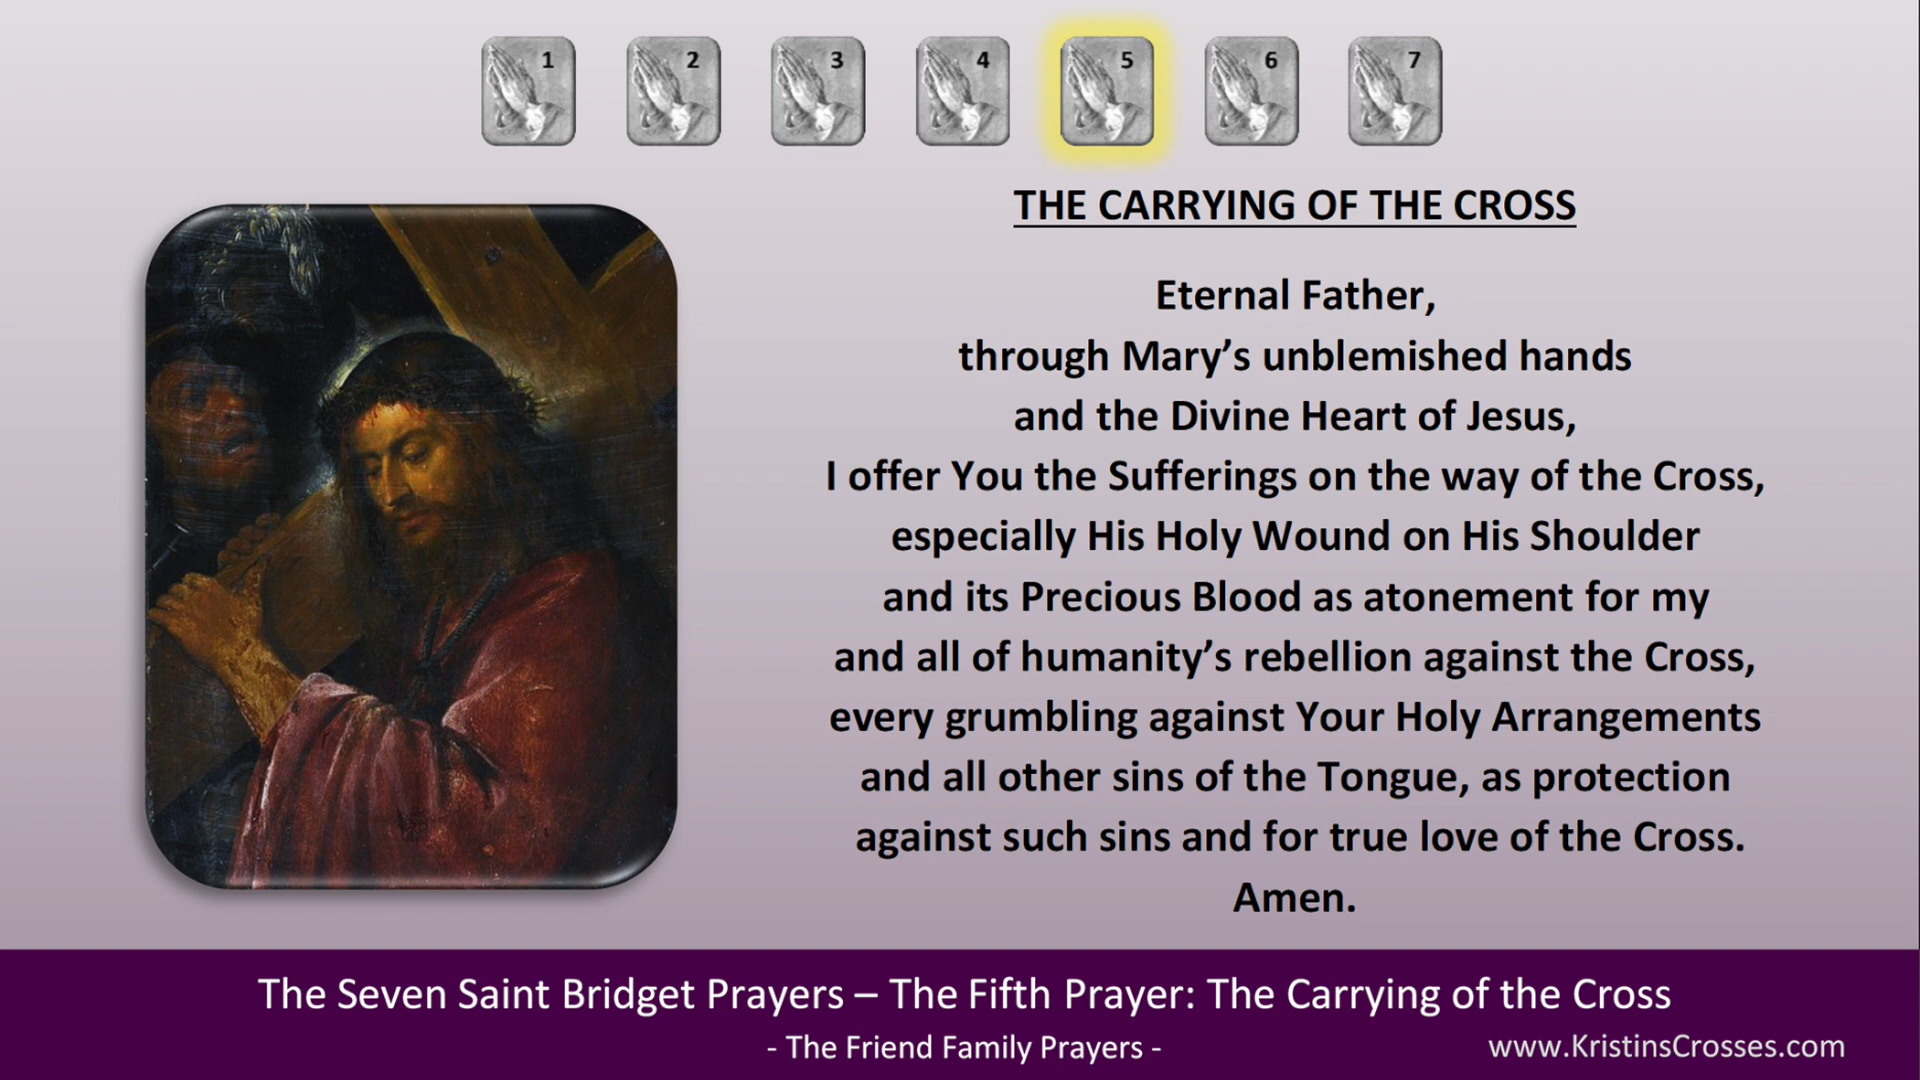 1 2 3 4 5 6 7
THE CARRYING OF THE CROSS
Eternal Father,
through Mary’s unblemished hands
and the Divine Heart of Jesus,
I offer You the Sufferings on the way of the Cross,
especially His Holy Wound on His Shoulder
and its Precious Blood as atonement for my
and all of humanity’s rebellion against the Cross,
every grumbling against Your Holy Arrangements
and all other sins of the Tongue, as protection
against such sins and for true love of the Cross.
Amen.
The Seven Saint Bridget Prayers – The Fifth Prayer: The Carrying of the Cross
- The Friend Family Prayers -
www.KristinsCrosses.com